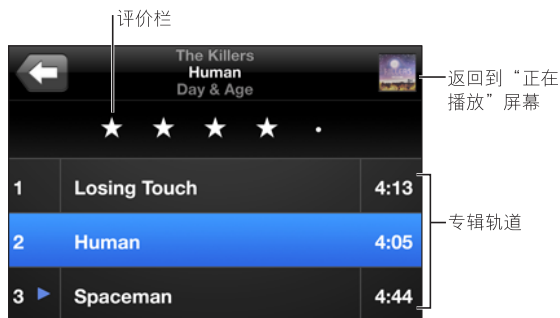 评价栏
The Killers
Human
Day & Age
返回到“正在
播放”屏幕
1 Losing Touch 4:13
2 Human 4:05
专辑轨道
3 Spaceman 4:44